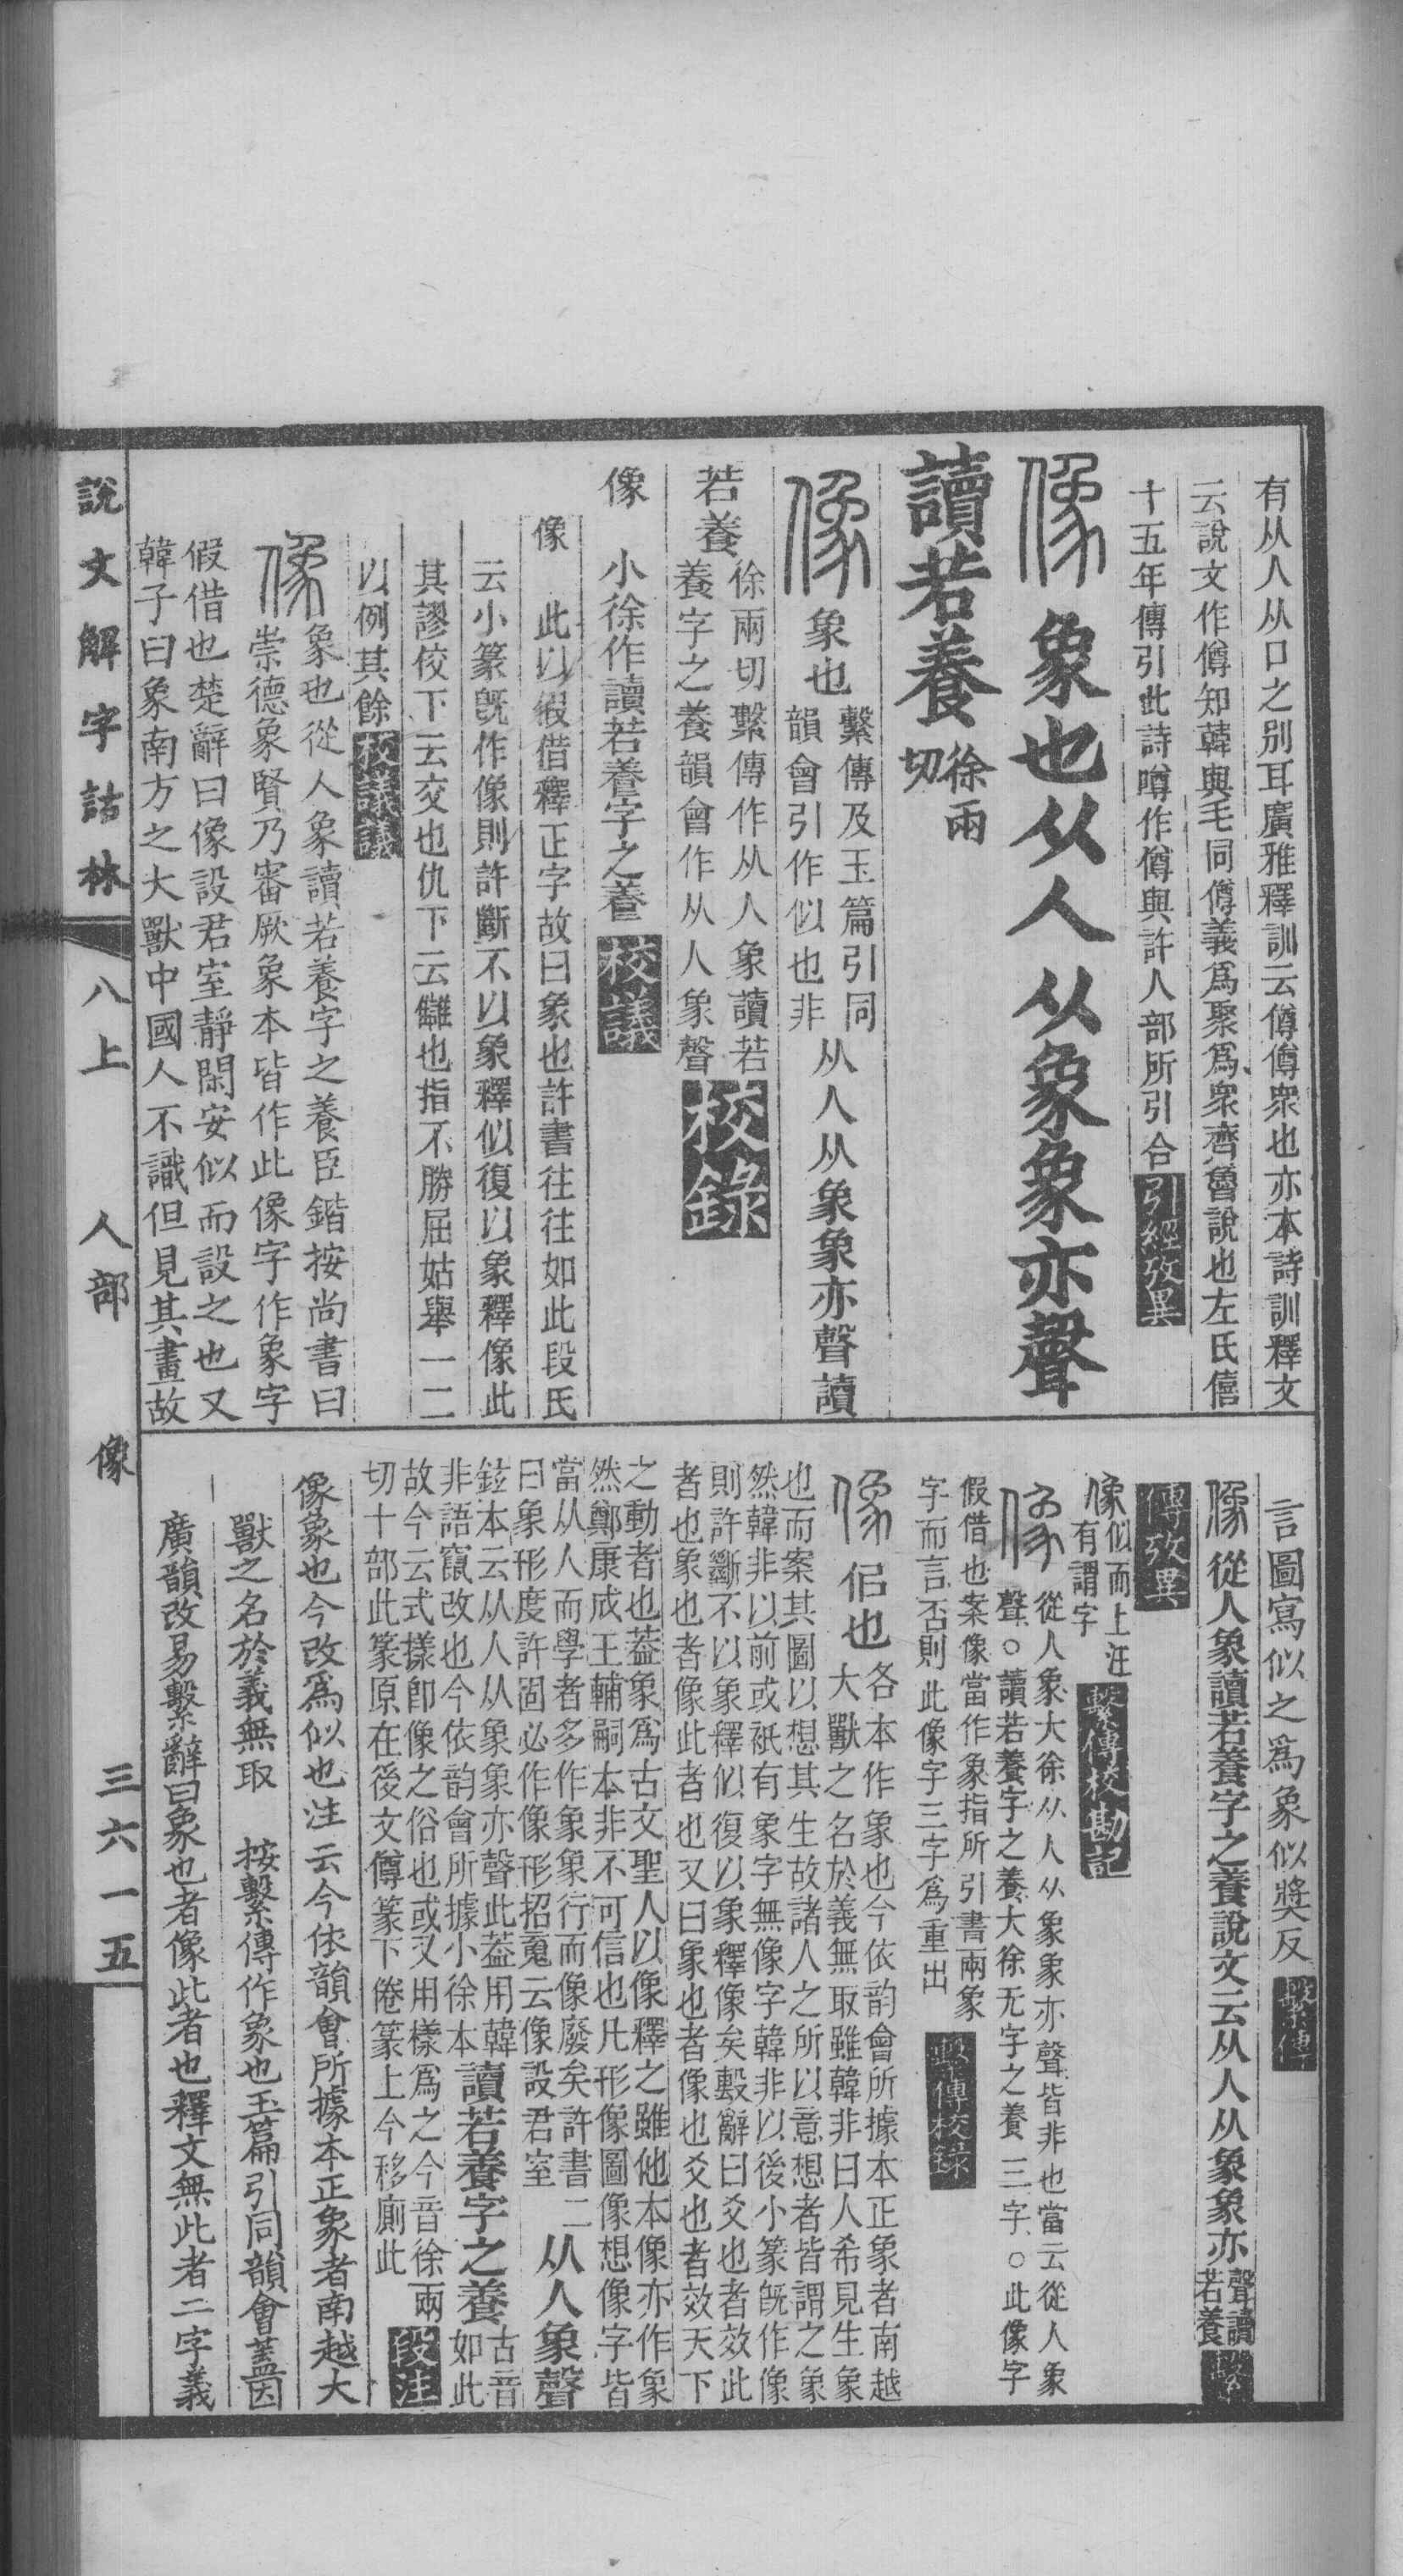 有从人从口之别耳廣雅釋訓云僔僔衆也亦本詩訓釋文
云說文作僔知韓與毛同僔義爲聚爲衆齊魯說也左氏僖
十五年傳引此詩噂作僔與許人部所引合引經攷異
像象也从人从象象亦聲
讀若養徐兩
切
像象也繫傳及玉篇引同
韻會引作似也非
从人从象象亦聲讀
若養徐兩切繫傳作从人象讀若
養字之養韻會作从人象聲
校錄
像 小徐作讀若養字之養校議
像 此以假借釋正字故曰象也許書往往如此段氏
云小篆旣作像則許斷不以象釋似復以象釋像此
其謬佼下云交也仇下云讎也指不勝屈姑舉一二
以例其餘校議議
像象也從人象讀若養字之養臣鍇按尚書曰
崇德象賢乃審厥象本皆作此像字作象字
假借也楚辭曰像設君室靜閑安似而設之也又
韓子曰象南方之大獸中國人不識但見其畫故
言圖寫似之爲象似獎反繫傳
像從人象讀若養字之養說文云从人从象象亦聲讀
若養繫
傳攷異
像似而上注
有謂字
繫傳校勘記
像從人象大徐从人从象象亦聲皆非也當云從人象
聲○讀若養字之養大徐无字之養三字○此像字
假借也案像當作象指所引書兩象
字而言否則此像字三字爲重出
繫傳校錄
像侣也各本作象也今依韵會所據本正象者南越
大獸之名於義無取雖韓非曰人希見生象
也而案其圖以想其生故諸人之所以意想者皆謂之象
然韓非以前或祇有象字無像字韓非以後小篆旣作像
則許斷不以象釋似復以象釋像矣毄辭曰爻也者效此
者也象也者像此者也又曰象也者像也爻也者效天下
之動者也葢象爲古文聖人以像釋之雖他本像亦作象
然鄭康成王輔嗣本非不可信也凡形像圖像想像字皆
當从人而學者多作象象行而像廢矣許書二
曰象形度許固必作像形招䰟云像設君室
从人象聲
鉉本云从人从象象亦聲此葢用韓
非語竄改也今依韵會所據小徐本
讀若養字之養古音
如此
故今云式㨾卽像之俗也或又用樣爲之今音徐兩
切十部此篆原在後文僔篆下倦篆上今移廁此
段注
像象也今改爲似也注云今依韻會所據本正象者南越大
獸之名於義無取 按繫傳作象也玉篇引同韻會蓋因
廣韻改易繫辭曰象也者像此者也釋文無此者二字義
說文解字詁林 八上 人部 像 三六一五